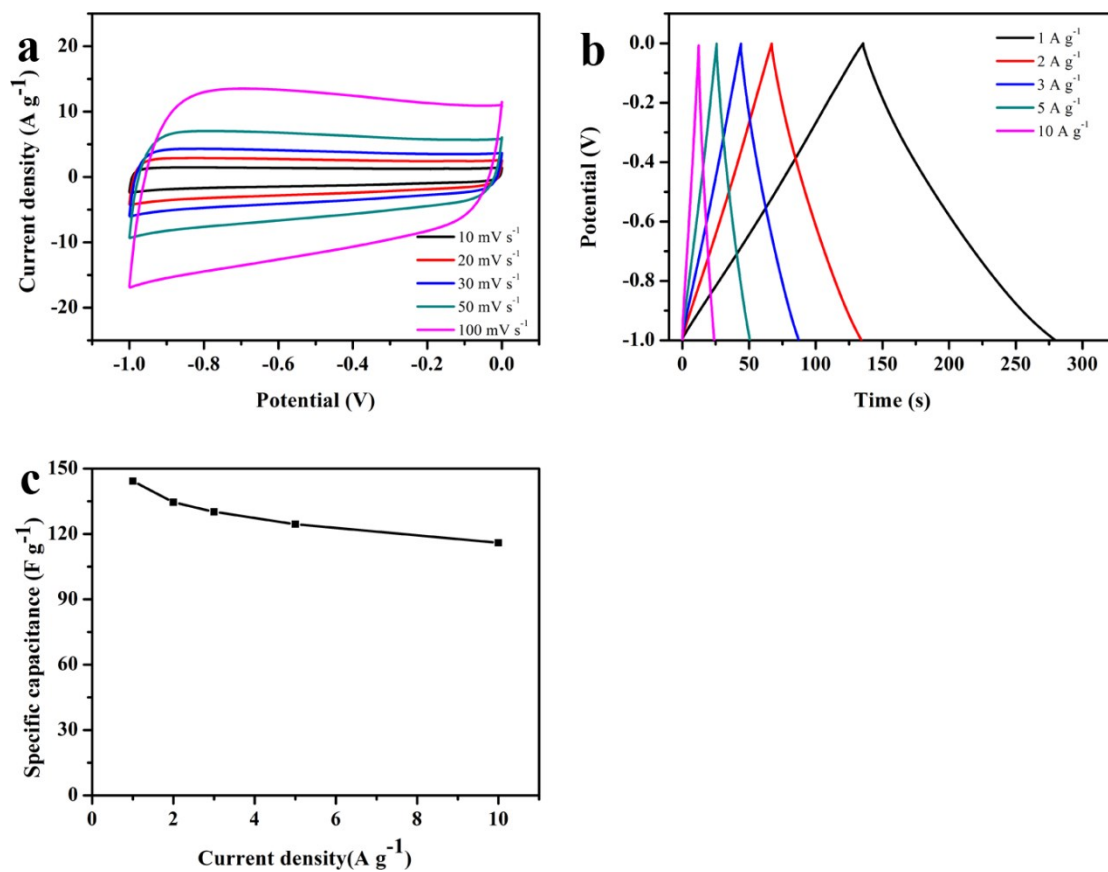 a
Current density (A g⁻¹)
20
10
0
-10
-20
10 mV s⁻¹
20 mV s⁻¹
30 mV s⁻¹
50 mV s⁻¹
100 mV s⁻¹
-1.0 -0.8 -0.6 -0.4 -0.2 0.0
Potential (V)
b
Potential (V)
0.0
-0.2
-0.4
-0.6
-0.8
-1.0
1 A g⁻¹
2 A g⁻¹
3 A g⁻¹
5 A g⁻¹
10 A g⁻¹
0 50 100 150 200 250 300
Time (s)
c
Specific capacitance (F g⁻¹)
150
120
90
60
30
0
0 2 4 6 8 10
Current density(A g⁻¹)